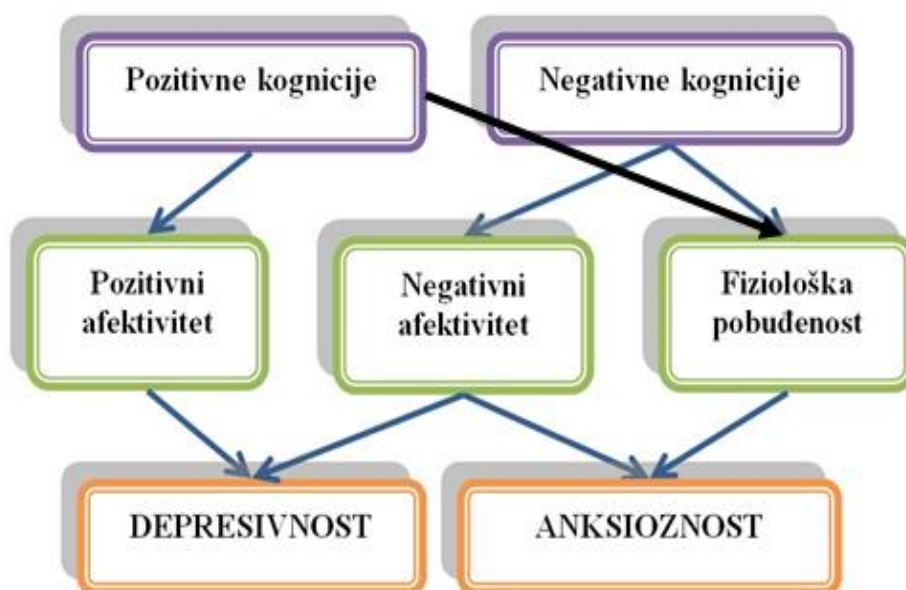 Pozitivne kognicije
Negativne kognicije
Pozitivni
afektivitet
Negativni
afektivitet
Fiziološka
pobuđenost
DEPRESIVNOST
ANKSIOZNOST